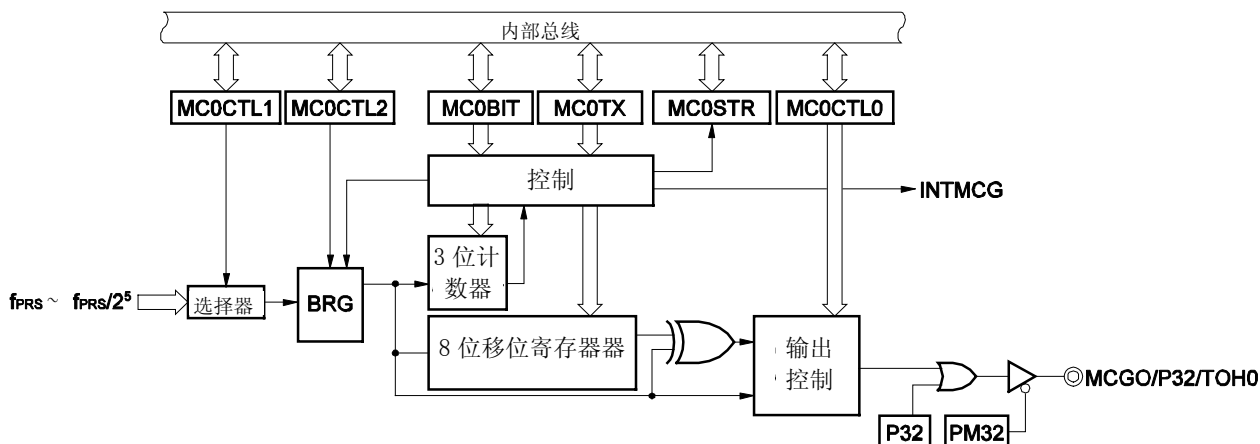 内部总线
MC0CTL1
MC0CTL2
MC0BIT
MC0TX
MC0STR
MC0CTL0
控制
INTMCG
3 位计
数器
fPRS ~ fPRS/2⁵
选择器
BRG
8 位移位寄存器器
输出
控制
MCGO/P32/TOH0
P32
PM32